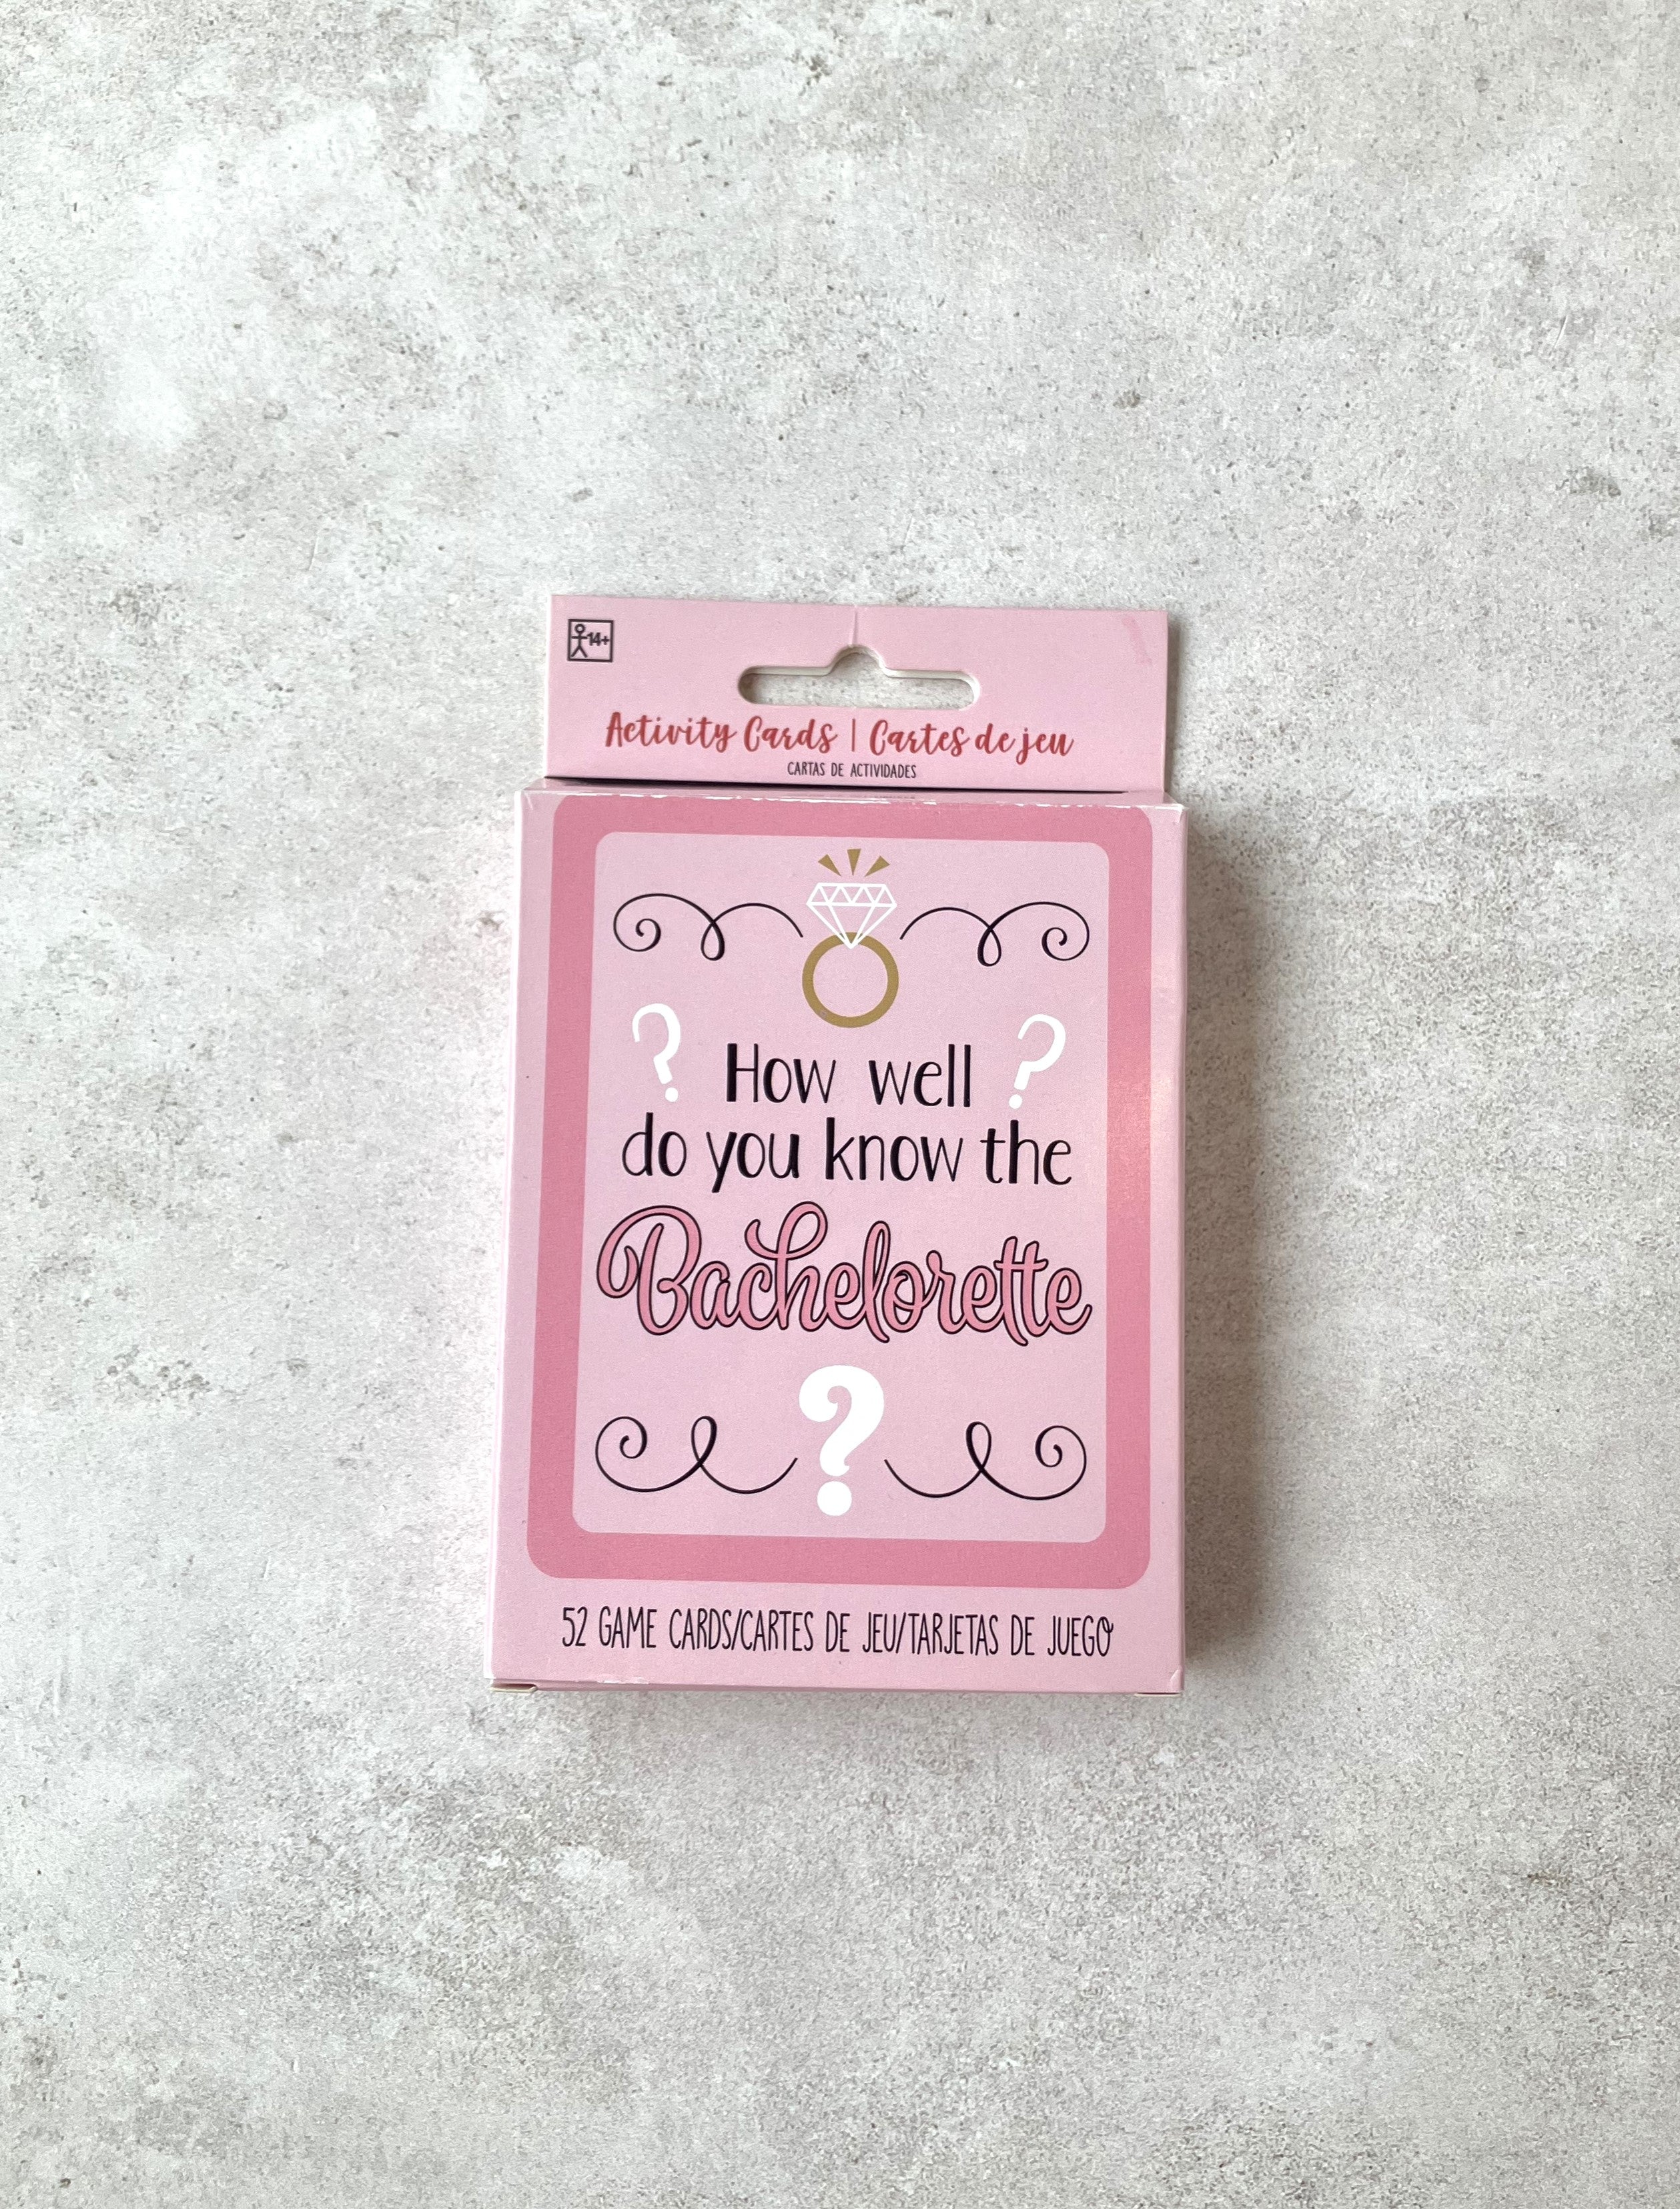 14+
Activity Cards | Cartes de jeu
CARTAS DE ACTIVIDADES
? How well ?
do you know the
Bachelorette
?
52 GAME CARDS/CARTES DE JEU/TARJETAS DE JUEGO